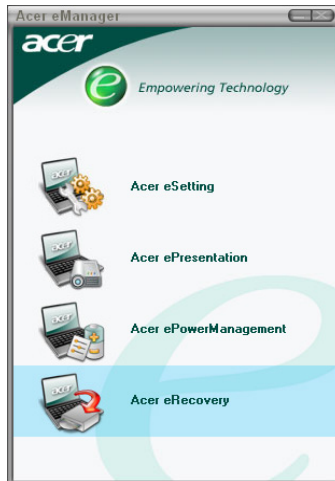 Acer eManager
acer
e Empowering Technology
Acer eSetting
Acer ePresentation
Acer ePowerManagement
Acer eRecovery